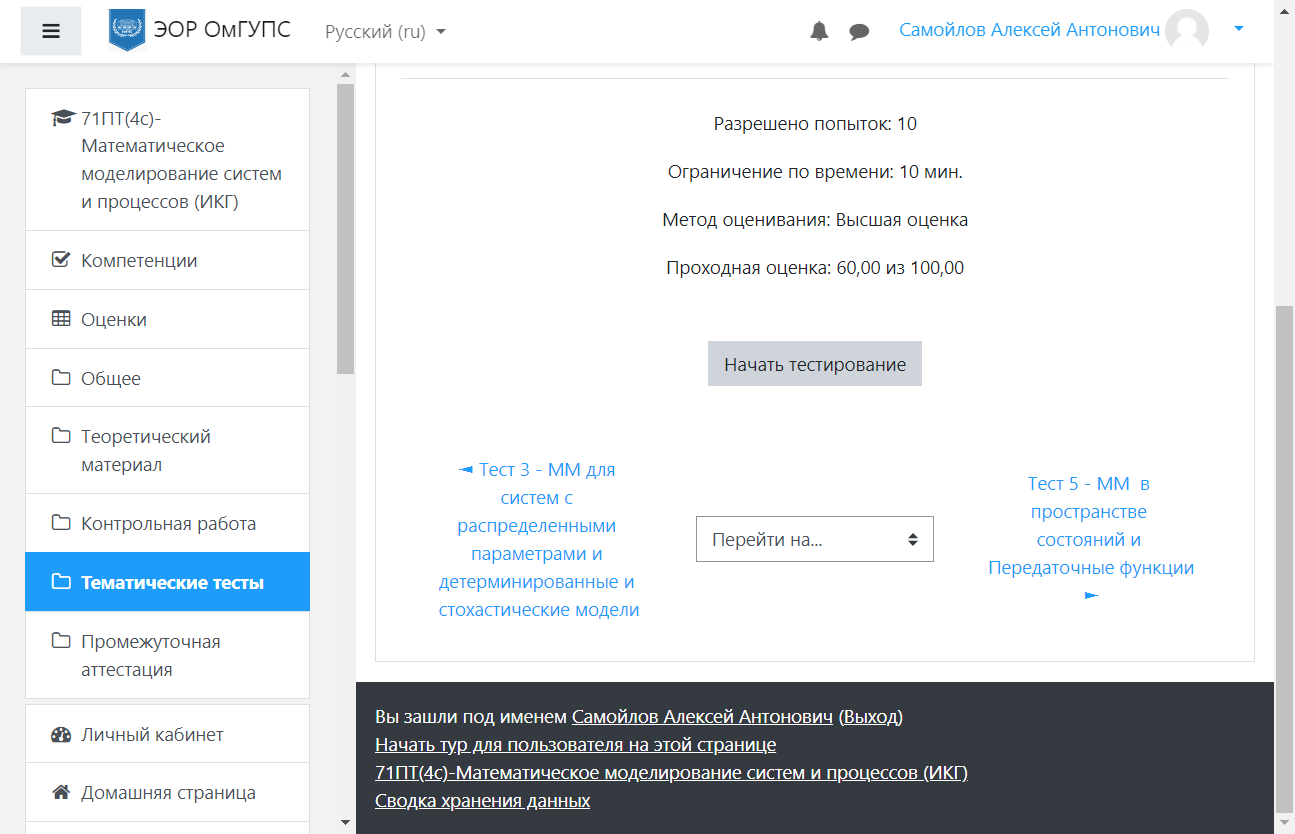 ЭОР ОмГУПС
Русский (ru)
Самойлов Алексей Антонович
71ПТ(4с)-
Математическое
моделирование систем
и процессов (ИКГ)
Компетенции
Оценки
Общее
Теоретический
материал
Контрольная работа
Тематические тесты
Промежуточная
аттестация
Личный кабинет
Домашняя страница
Разрешено попыток: 10
Ограничение по времени: 10 мин.
Метод оценивания: Высшая оценка
Проходная оценка: 60,00 из 100,00
Начать тестирование
◄ Тест 3 - ММ для
систем с
распределенными
параметрами и
детерминированные и
стохастические модели
Перейти на...
Тест 5 - ММ в
пространстве
состояний и
Передаточные функции
►
Вы зашли под именем Самойлов Алексей Антонович (Выход)
Начать тур для пользователя на этой странице
71ПТ(4с)-Математическое моделирование систем и процессов (ИКГ)
Сводка хранения данных